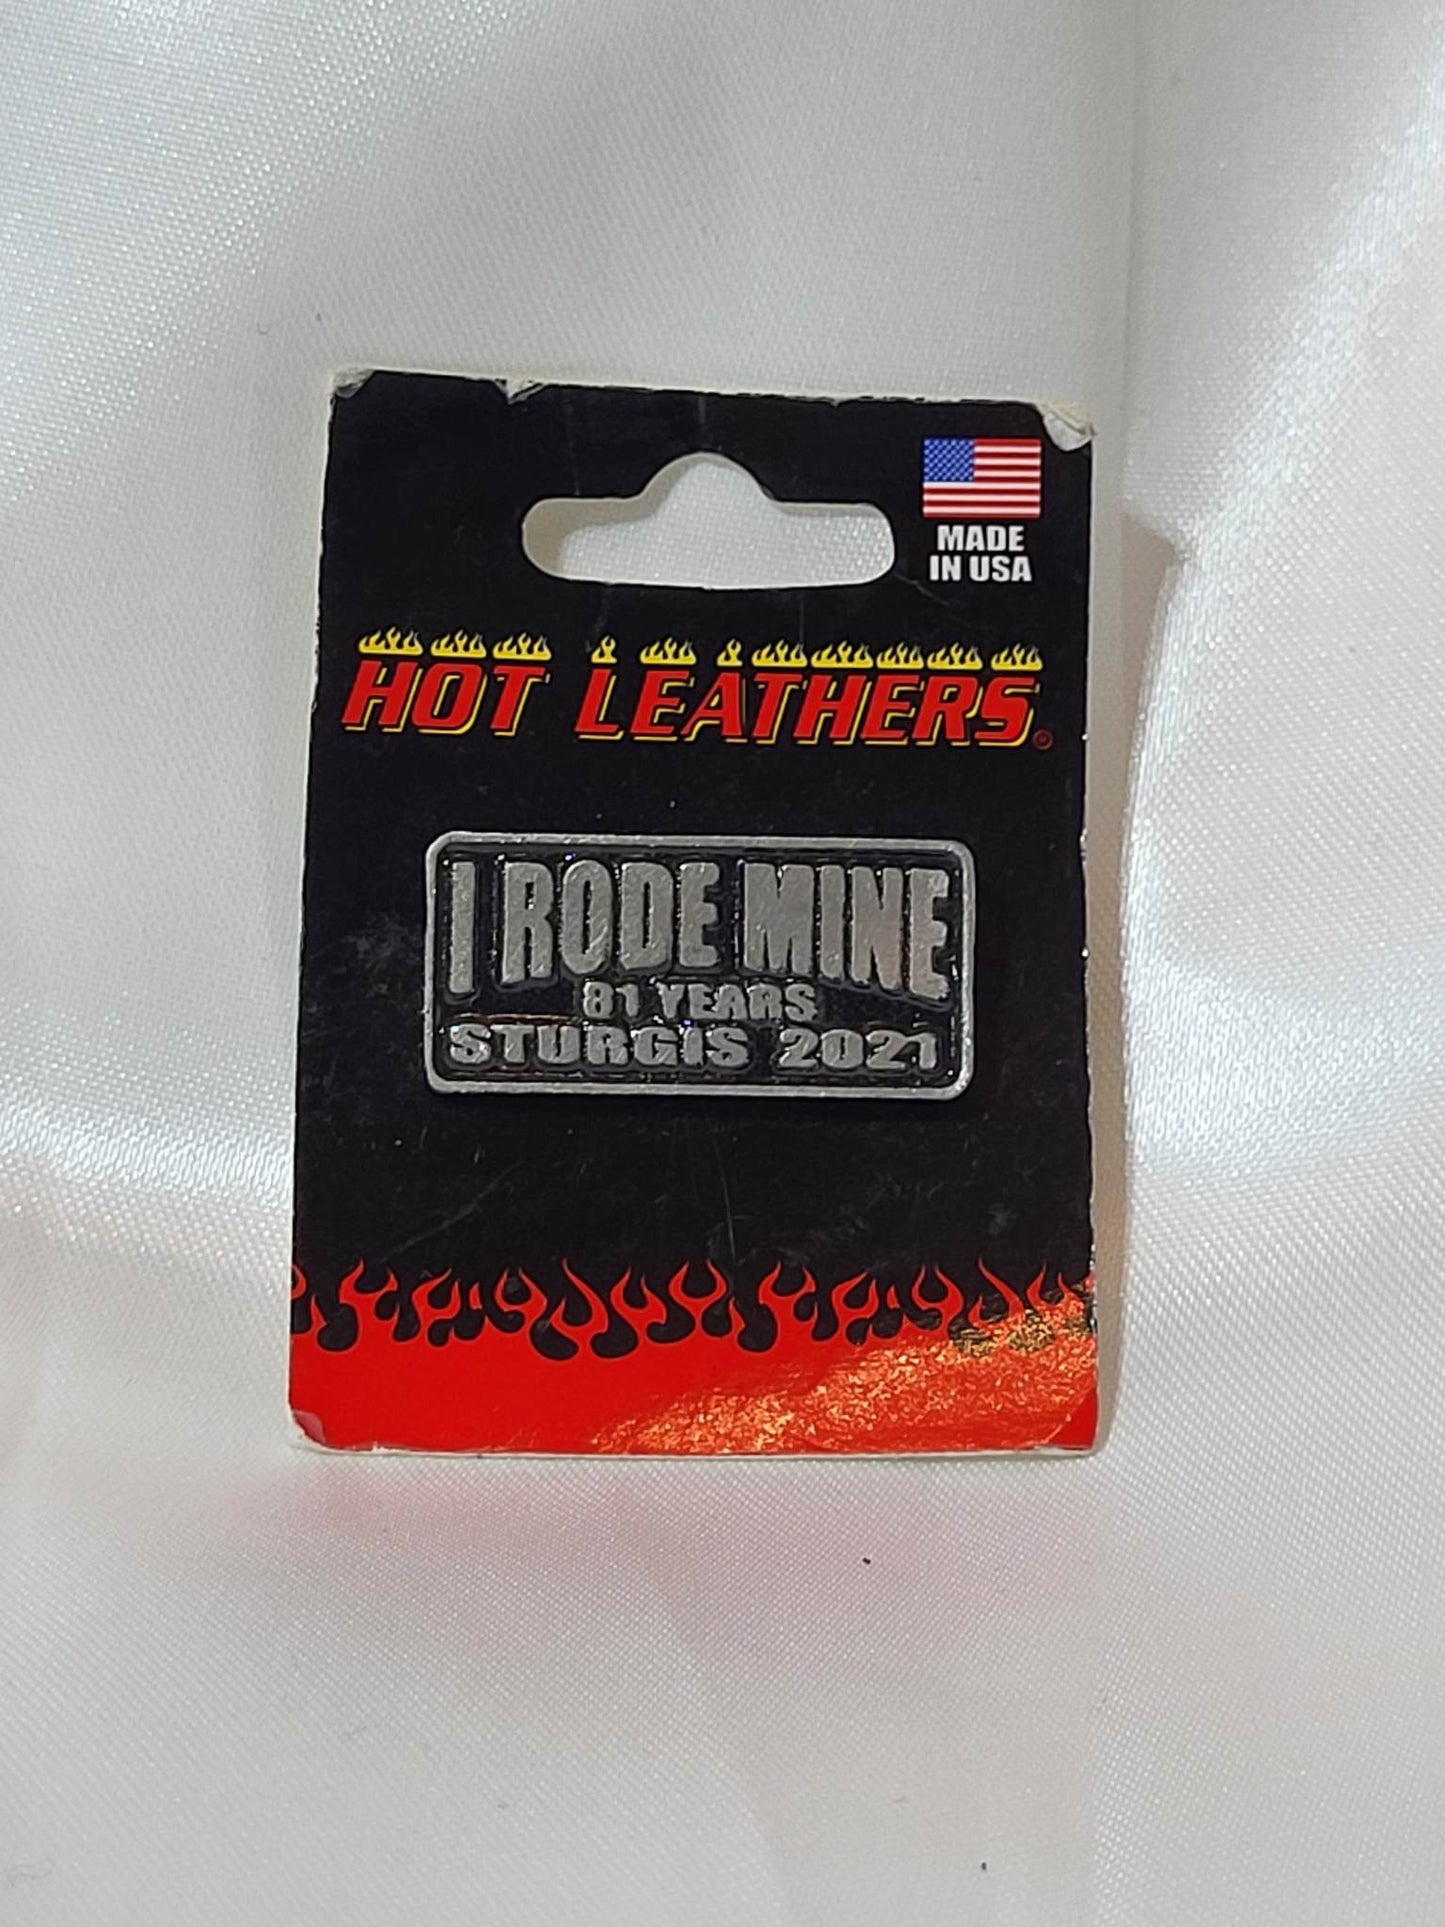 MADE
IN USA
HOT LEATHERS®
I RODE MINE
81 YEARS
STURGIS 2021